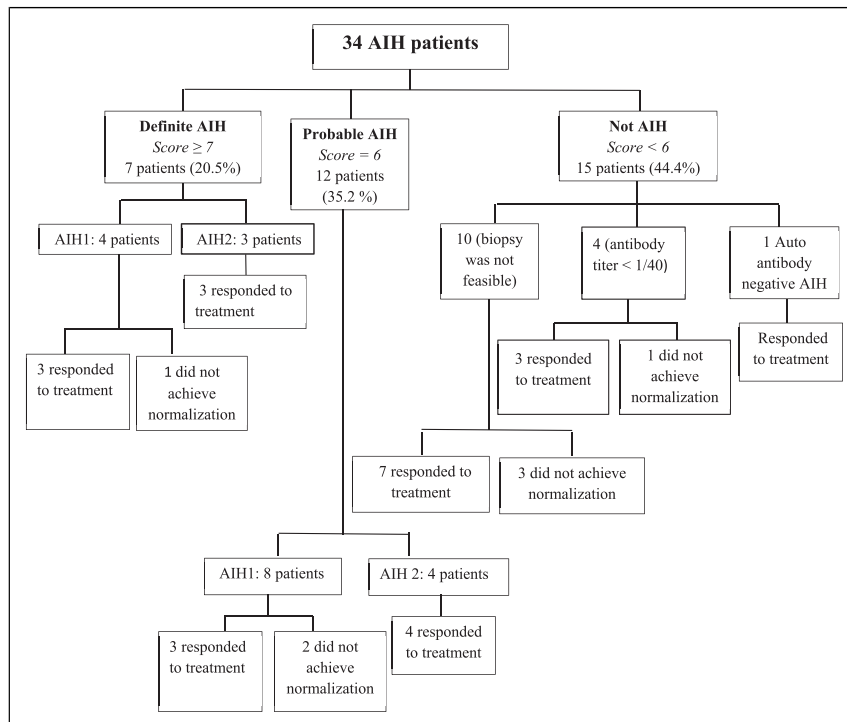 34 AIH patients
Definite AIH
Score ≥ 7
7 patients (20.5%)
Probable AIH
Score = 6
12 patients
(35.2 %)
Not AIH
Score < 6
15 patients (44.4%)
AIH1: 4 patients
AIH2: 3 patients
3 responded to
treatment
3 responded
to treatment
1 did not
achieve
normalization
10 (biopsy
was not
feasible)
4 (antibody
titer < 1/40)
1 Auto
antibody
negative AIH
3 responded
to treatment
1 did not
achieve
normalization
Responded
to treatment
7 responded to
treatment
3 did not achieve
normalization
AIH1: 8 patients
AIH 2: 4 patients
3 responded
to treatment
2 did not
achieve
normalization
4 responded
to treatment